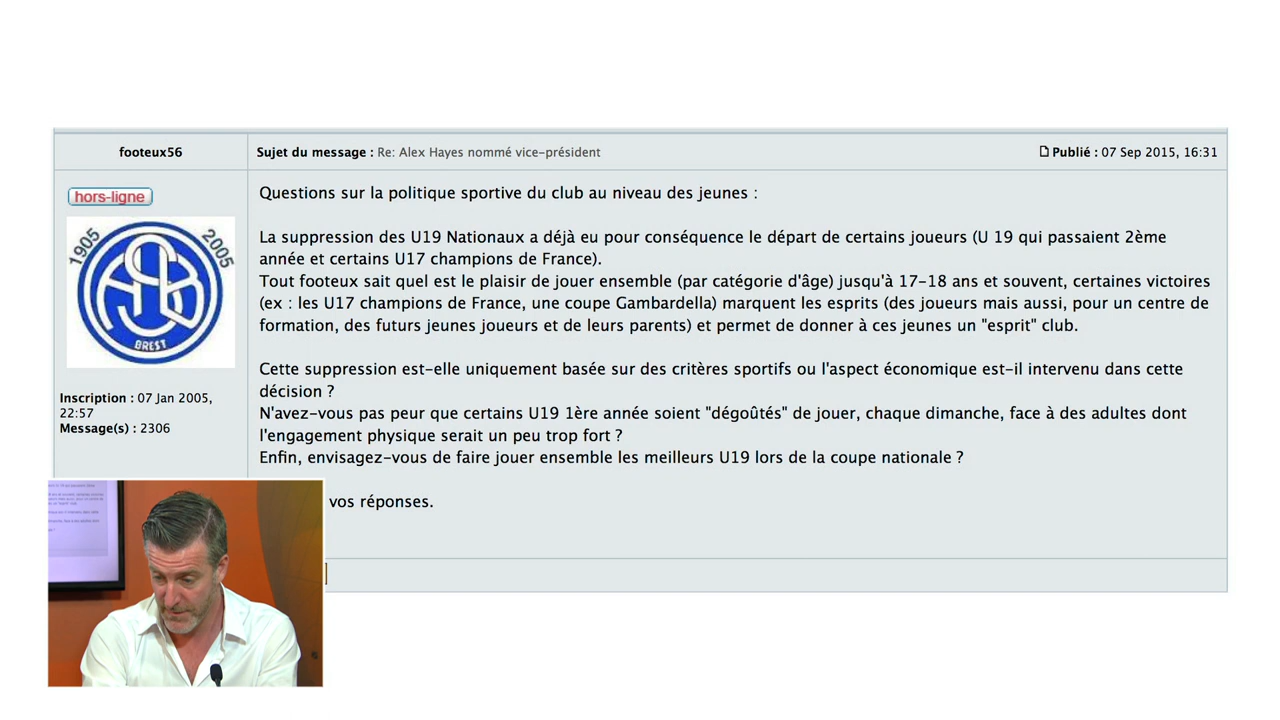 footeux56
Sujet du message : Re: Alex Hayes nommé vice-président
Publié : 07 Sep 2015, 16:31
hors-ligne
1905
2005
ASB
BREST
Inscription : 07 Jan 2005,
22:57
Message(s) : 2306
Questions sur la politique sportive du club au niveau des jeunes :
La suppression des U19 Nationaux a déjà eu pour conséquence le départ de certains joueurs (U 19 qui passaient 2ème
année et certains U17 champions de France).
Tout footeux sait quel est le plaisir de jouer ensemble (par catégorie d'âge) jusqu'à 17-18 ans et souvent, certaines victoires
(ex : les U17 champions de France, une coupe Gambardella) marquent les esprits (des joueurs mais aussi, pour un centre de
formation, des futurs jeunes joueurs et de leurs parents) et permet de donner à ces jeunes un "esprit" club.
Cette suppression est-elle uniquement basée sur des critères sportifs ou l'aspect économique est-il intervenu dans cette
décision ?
N'avez-vous pas peur que certains U19 1ère année soient "dégoûtés" de jouer, chaque dimanche, face à des adultes dont
l'engagement physique serait un peu trop fort ?
Enfin, envisagez-vous de faire jouer ensemble les meilleurs U19 lors de la coupe nationale ?
vos réponses.